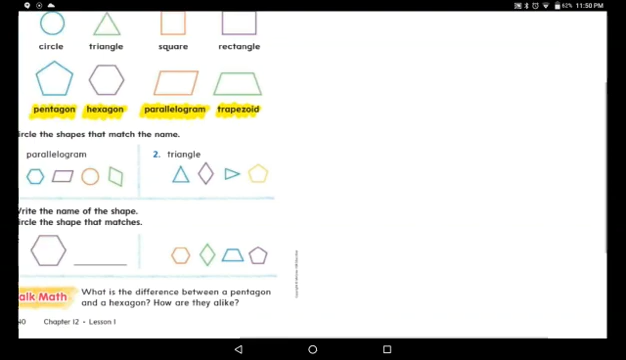 62% 11:50 PM
circle triangle square rectangle
pentagon hexagon parallelogram trapezoid
ircle the shapes that match the name.
parallelogram
2. triangle
Write the name of the shape.
ircle the shape that matches.
alk Math
What is the difference between a pentagon
and a hexagon? How are they alike?
40 Chapter 12 • Lesson 1